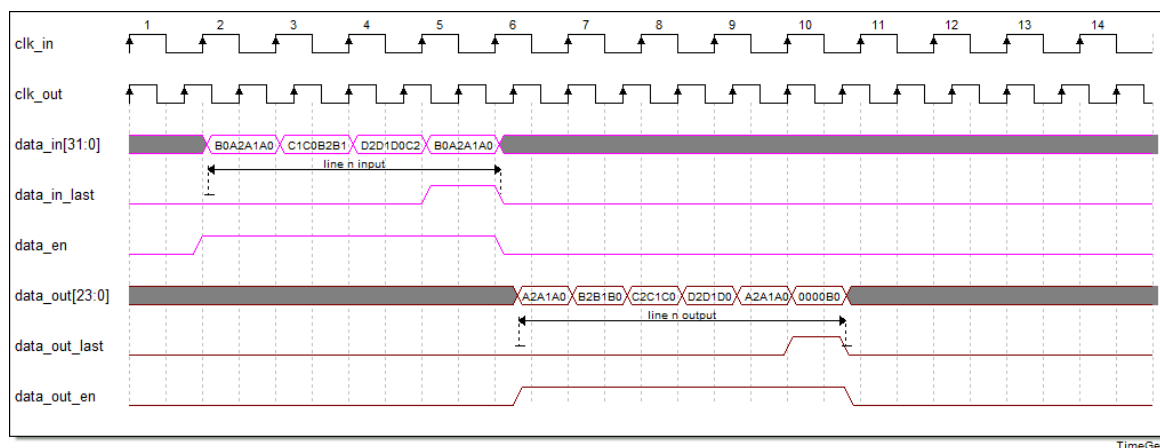 1 2 3 4 5 6 7 8 9 10 11 12 13 14
clk_in
clk_out
data_in[31:0] B0A2A1A0 C1C0B2B1 D2D1D0C2 B0A2A1A0
line n input
data_in_last
data_en
data_out[23:0] A2A1A0 B2B1B0 C2C1C0 D2D1D0 A2A1A0 0000B0
line n output
data_out_last
data_out_en
TimeGe